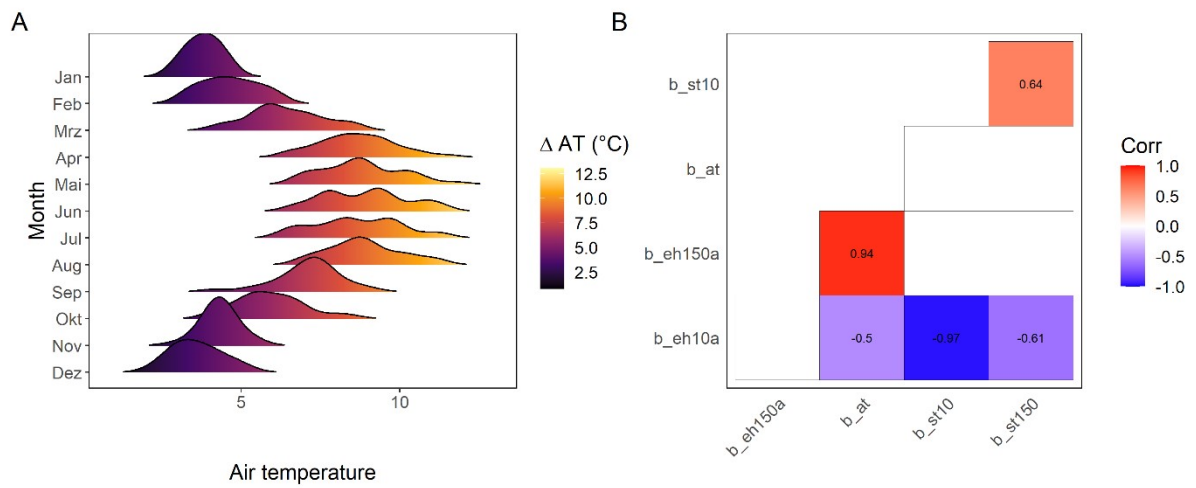 A
Jan
Feb
Mrz
Apr
Mai
Jun
Jul
Aug
Sep
Okt
Nov
Dez
Month
5
10
Air temperature
Δ AT (°C)
12.5
10.0
7.5
5.0
2.5
B
b_st10
b_at
b_eh150a
b_eh10a
0.64
0.94
-0.5
-0.97
-0.61
b_eh150a
b_at
b_st10
b_st150
Corr
1.0
0.5
0.0
-0.5
-1.0